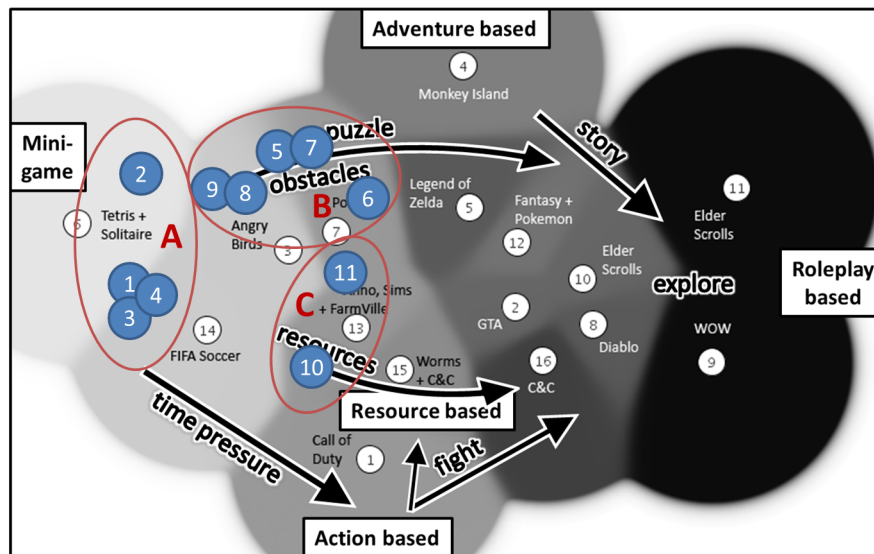 Adventure based
4
Monkey Island
Mini-
game
puzzle
story
5
7
2
obstacles
9
8
6
B
Legend of
Zelda
5
Fantasy +
Pokemon
11
Elder
Scrolls
Tetris +
Solitaire
6
A
Angry
Birds
3
7
12
Elder
Scrolls
10
explore
Roleplay
based
1
4
3
11
C
Anno, Sims
+ FarmVille
13
GTA
2
8
Diablo
WOW
9
14
FIFA Soccer
resources
10
15
Worms
+ C&C
16
C&C
Resource based
time pressure
Call of
Duty
1
fight
Action based